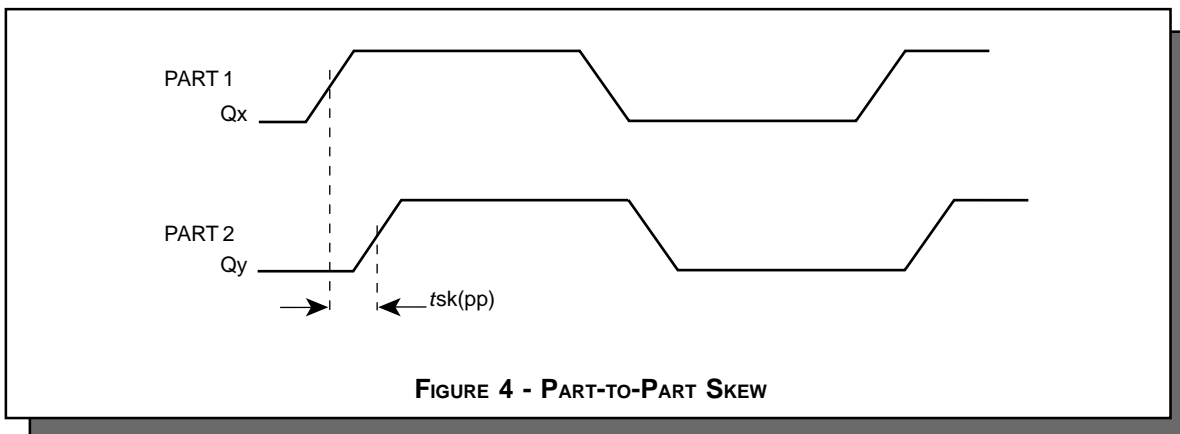 PART 1
Qx
PART 2
Qy
tsk(pp)
FIGURE 4 - PART-TO-PART SKEW